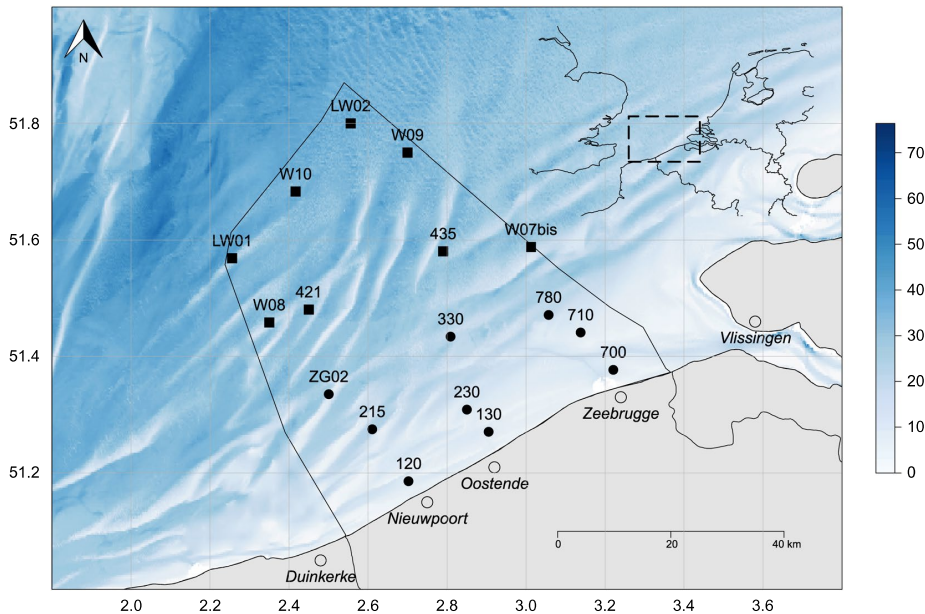 N
LW02
51.8
W09
70
W10
60
LW01
51.6
435
W07bis
50
W08
421
780
40
330
710
Vlissingen
30
51.4
700
ZG02
20
215
230
130
Zeebrugge
10
120
Oostende
0
51.2
Nieuwpoort
0
20
40 km
Duinkerke
2.0
2.2
2.4
2.6
2.8
3.0
3.2
3.4
3.6